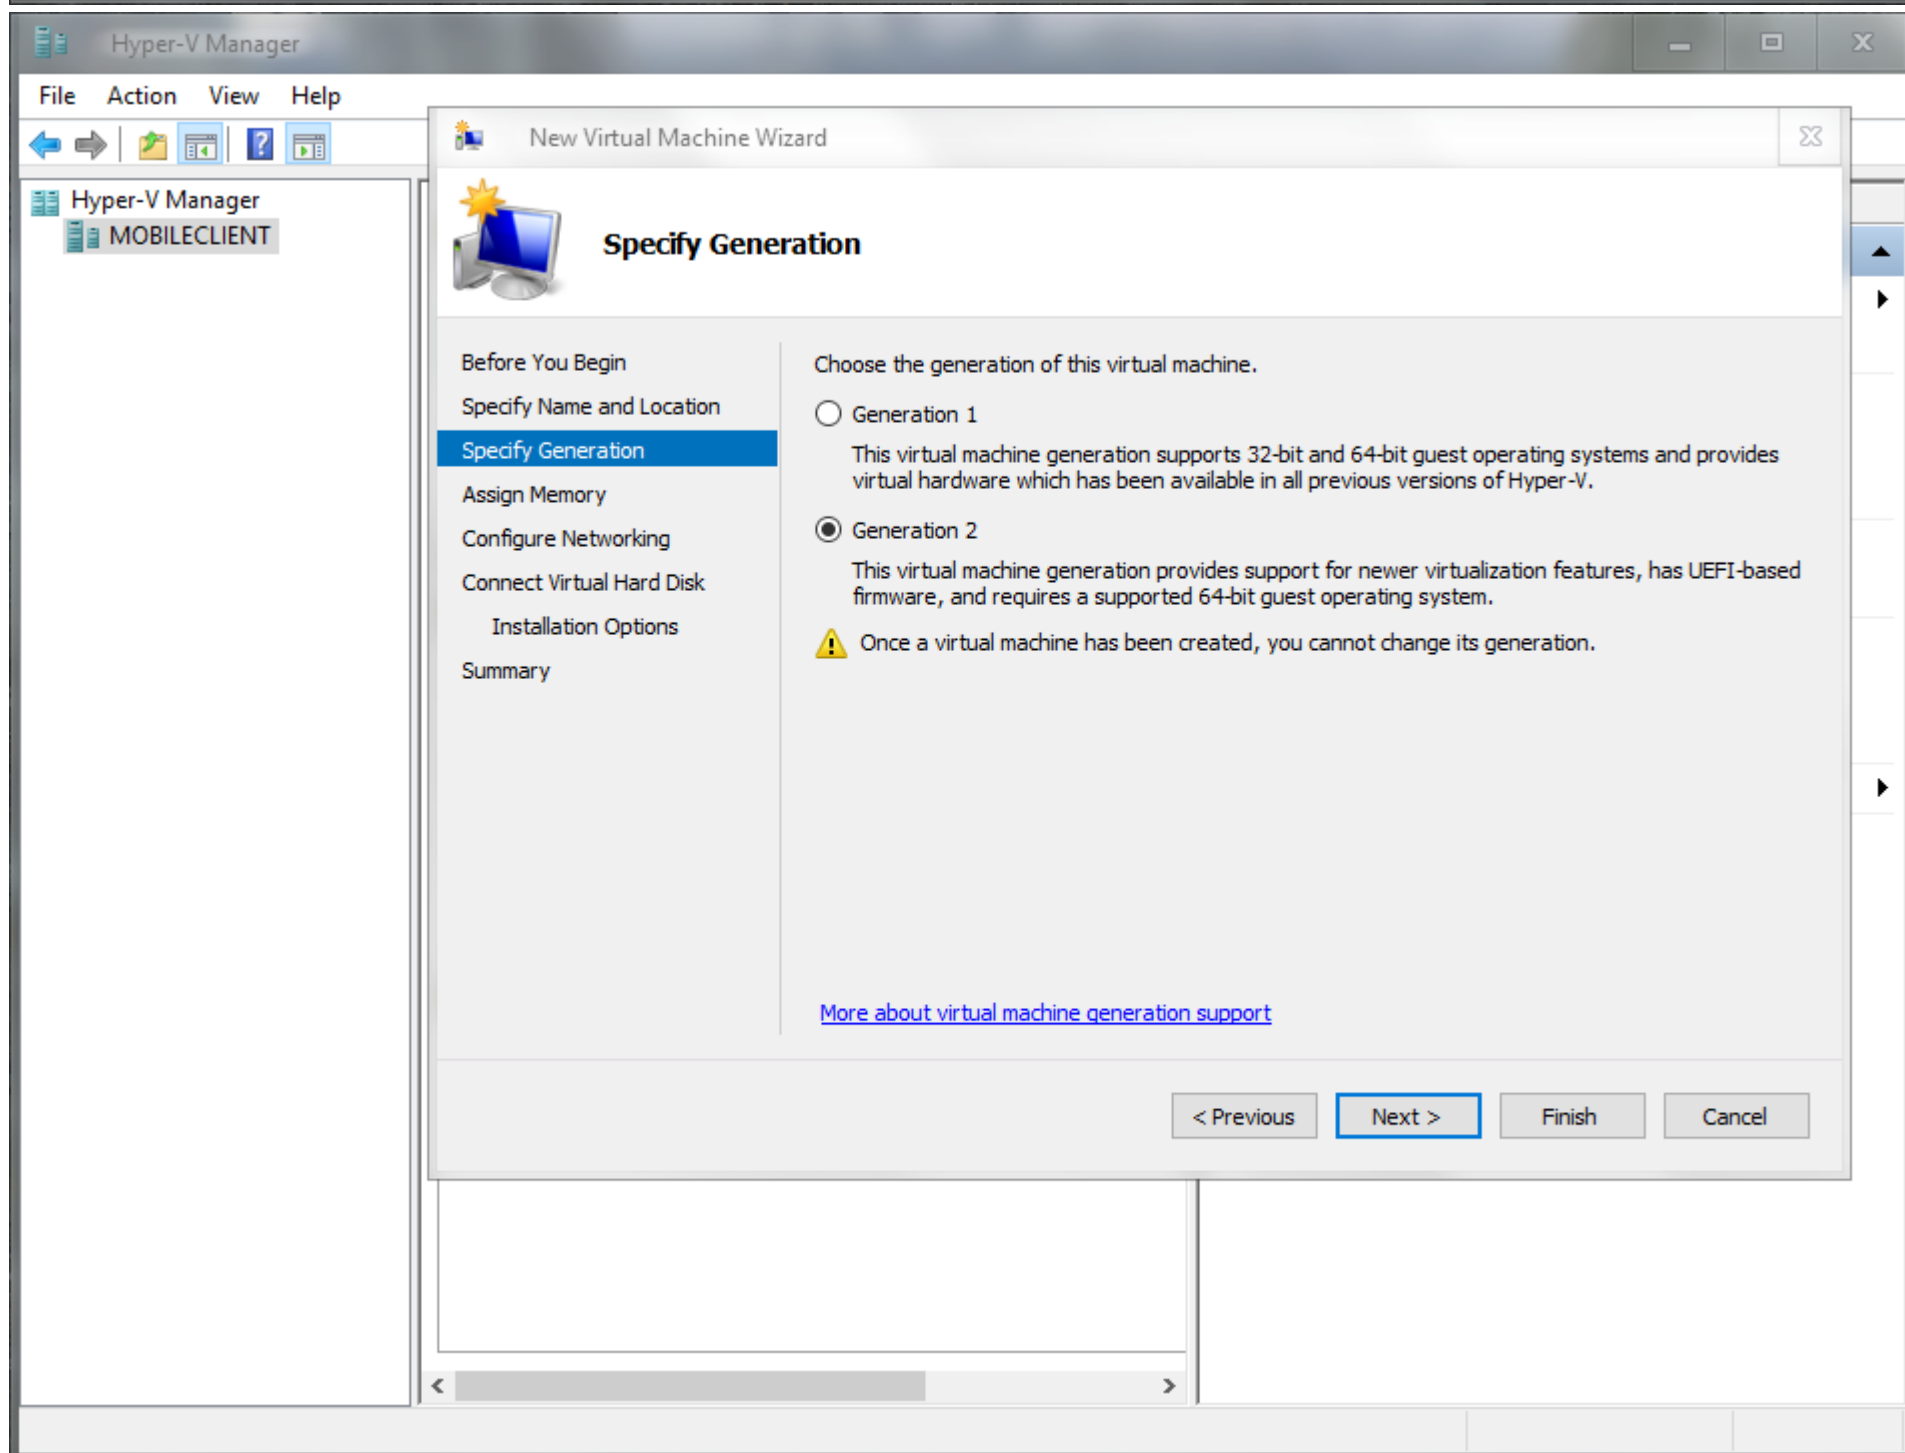 Hyper-V Manager
File Action View Help
New Virtual Machine Wizard
Hyper-V Manager
MOBILECLIENT
Specify Generation
Before You Begin
Specify Name and Location
Specify Generation
Assign Memory
Configure Networking
Connect Virtual Hard Disk
Installation Options
Summary
Choose the generation of this virtual machine.
Generation 1
This virtual machine generation supports 32-bit and 64-bit guest operating systems and provides
virtual hardware which has been available in all previous versions of Hyper-V.
Generation 2
This virtual machine generation provides support for newer virtualization features, has UEFI-based
firmware, and requires a supported 64-bit guest operating system.
Once a virtual machine has been created, you cannot change its generation.
More about virtual machine generation support
< Previous Next > Finish Cancel